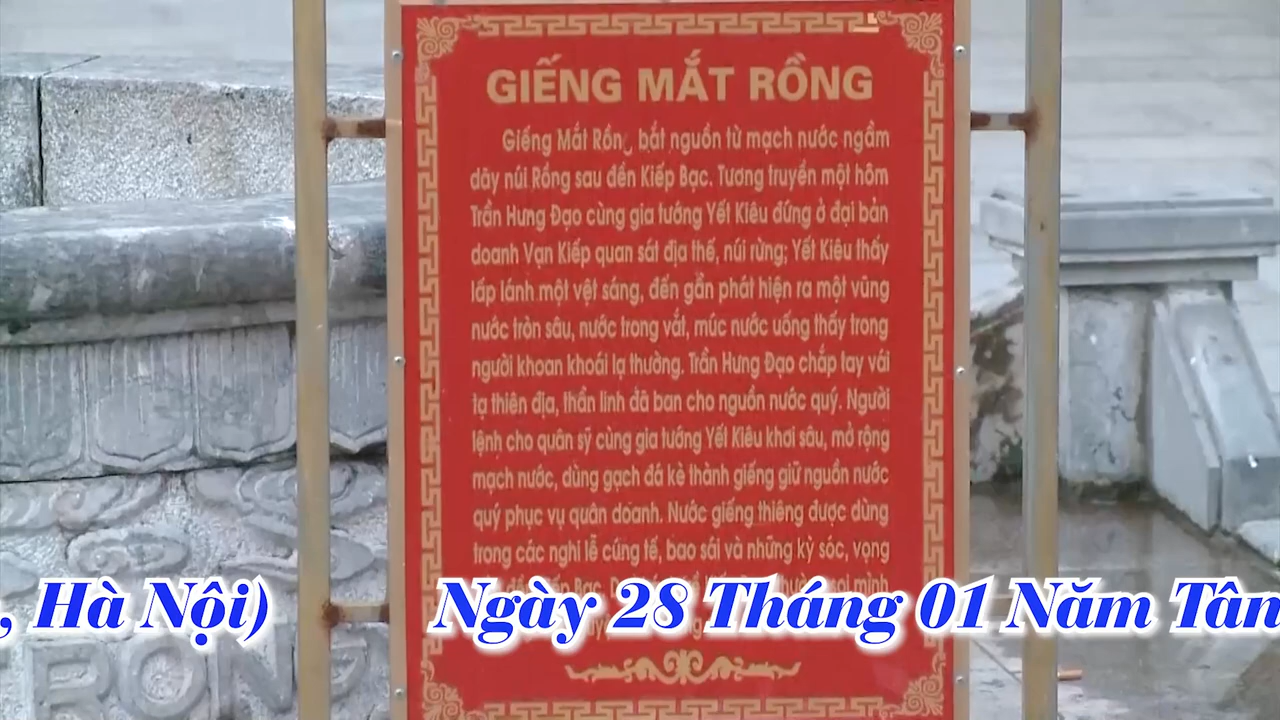 GIẾNG MẮT RỒNG
Giếng Mắt Rồng bắt nguồn từ mạch nước ngầm
dãy núi Rồng sau đền Kiếp Bạc. Tương truyền một hôm
Trần Hưng Đạo cùng gia tướng Yết Kiêu đứng ở đại bản
doanh Vạn Kiếp quan sát địa thế, núi rừng; Yết Kiêu thấy
lấp lánh một vệt sáng, đến gần phát hiện ra một vũng
nước tròn sâu, nước trong vắt, múc nước uống thấy trong
người khoan khoái lạ thường. Trần Hưng Đạo chắp tay vái
tạ thiên địa, thần linh đã ban cho nguồn nước quý. Người
lệnh cho quân sỹ cùng gia tướng Yết Kiêu khơi sâu, mở rộng
mạch nước, dùng gạch đá kè thành giếng giữ nguồn nước
quý phục vụ quân doanh. Nước giếng thiêng được dùng
trong các nghi lễ cúng tế, bao sái và những kỳ sóc, vọng
soi mình
, Hà Nội) Ngày 28 Tháng 01 Năm Tân
RONG